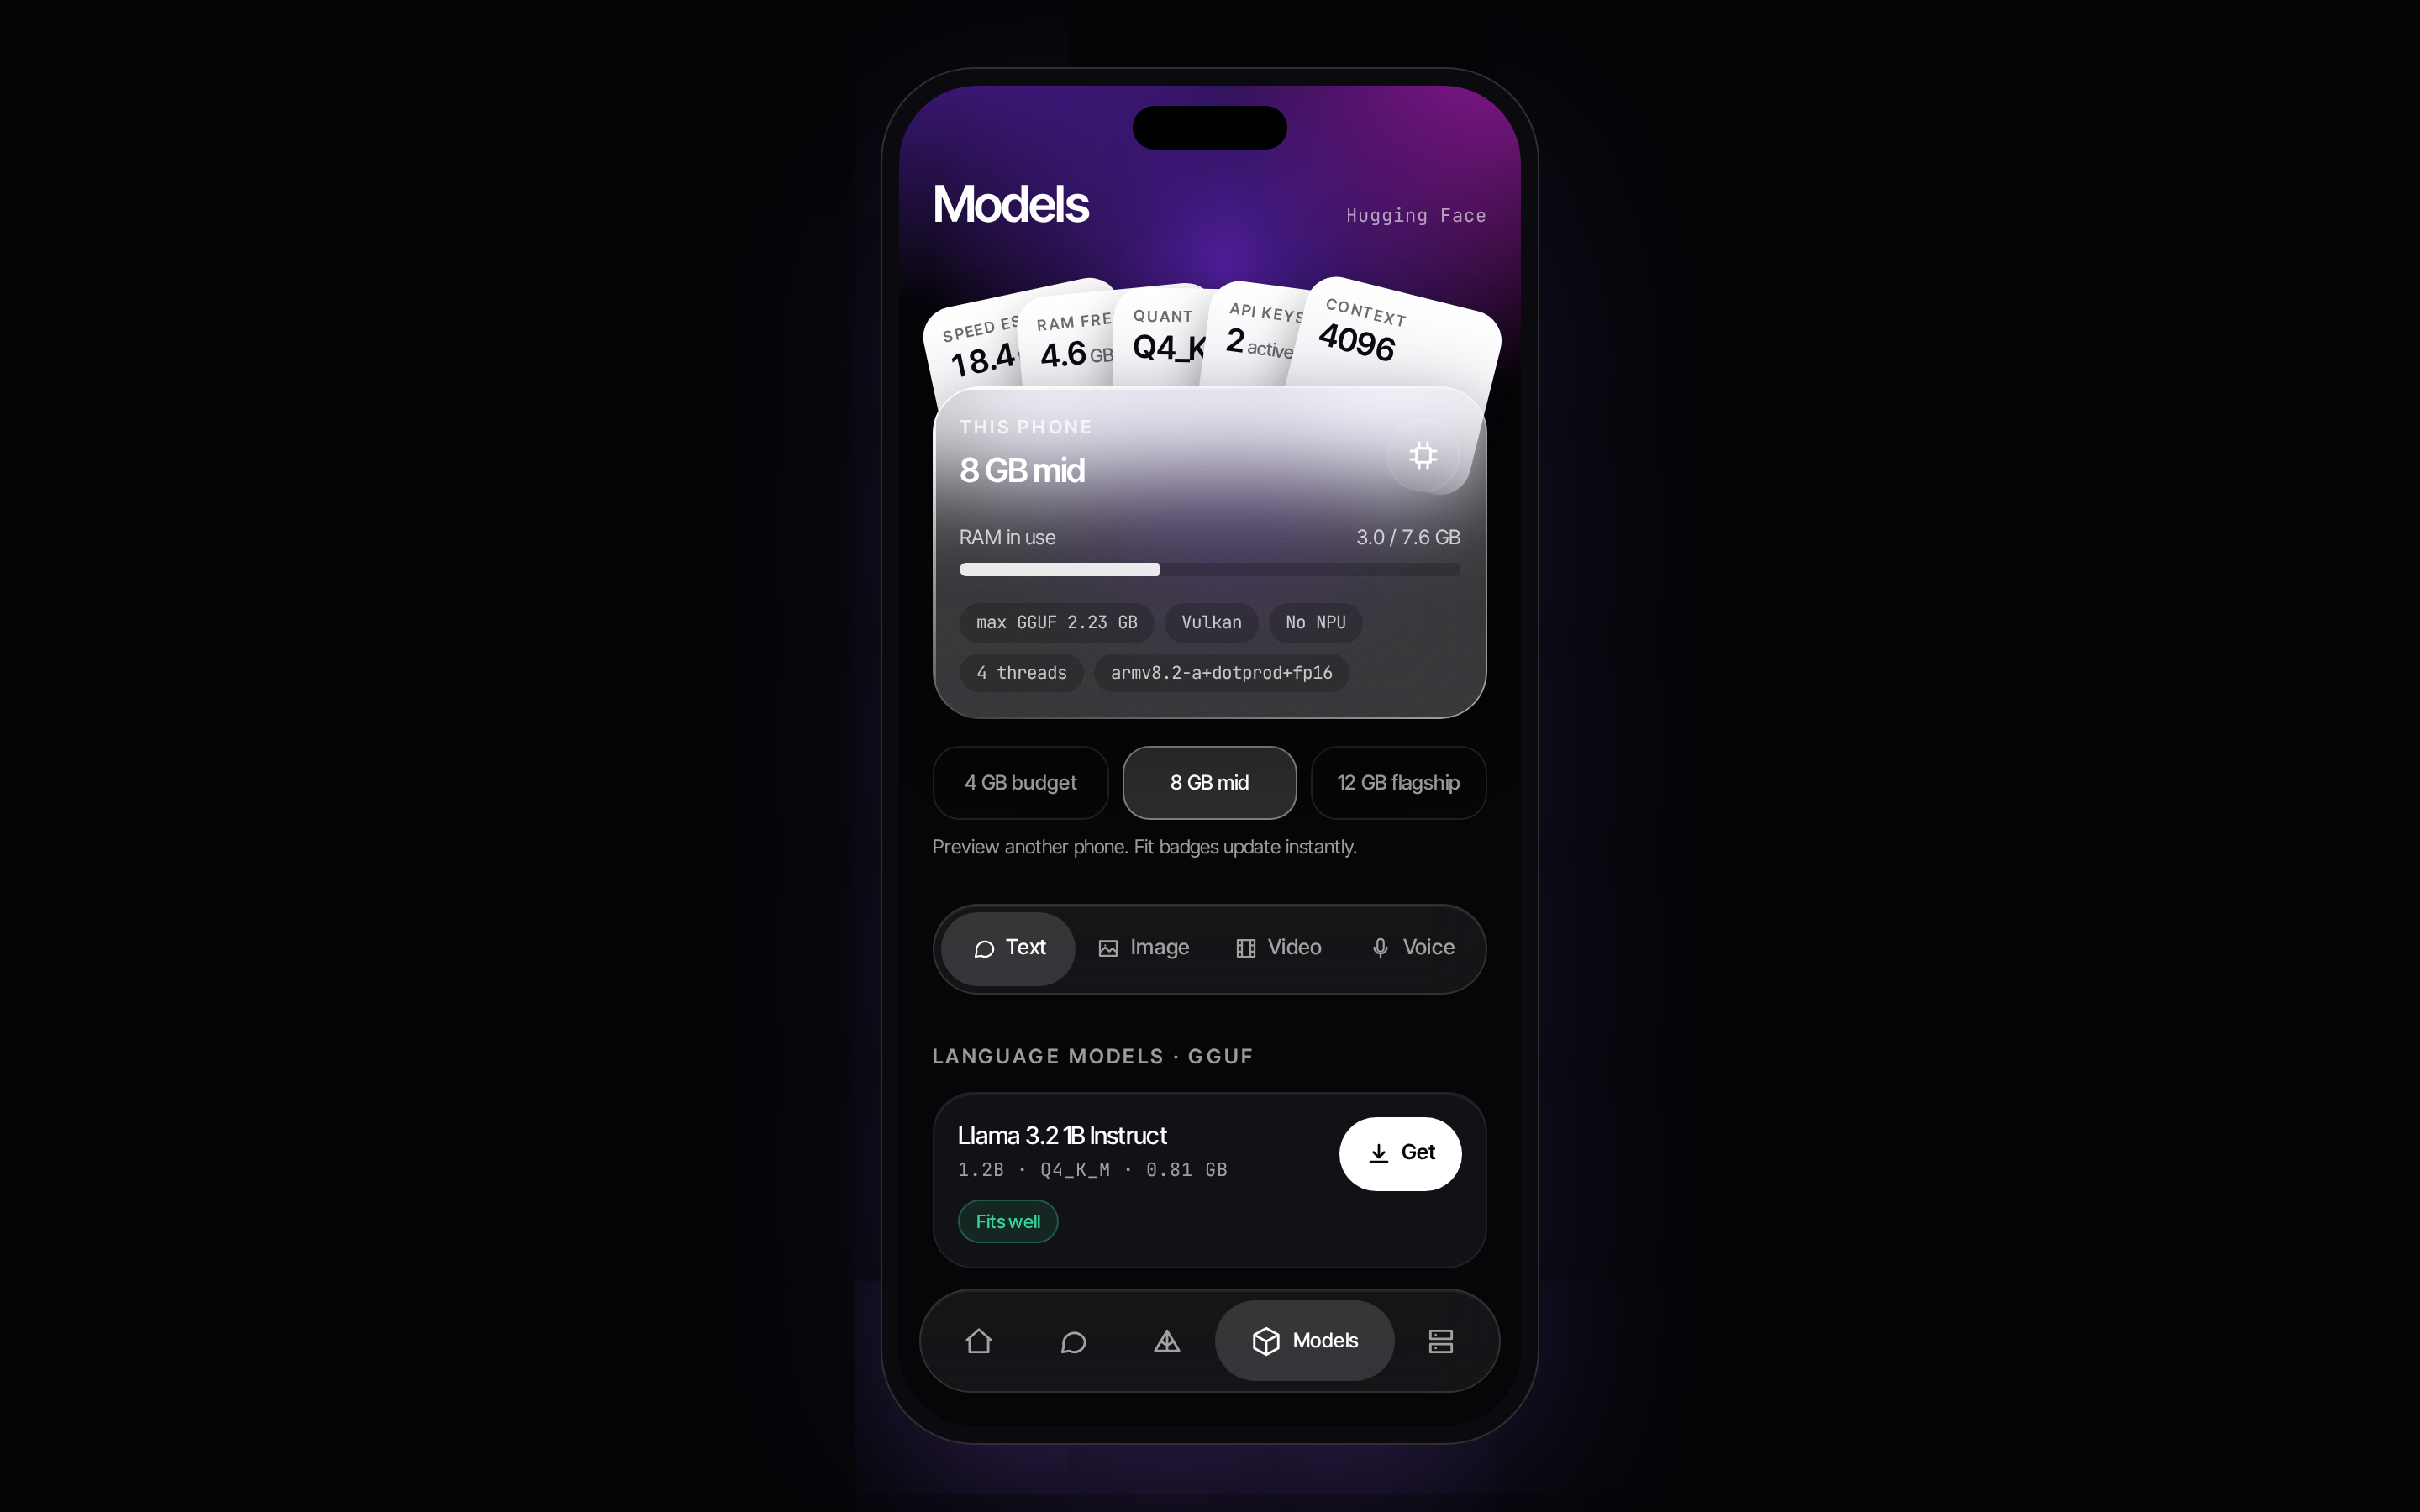 Models
Hugging Face
SPEED ES
18.4
RAM FRE
4.6 GB
QUANT
Q4_K
API KEYS
2 active
CONTEXT
4096
THIS PHONE
8 GB mid
RAM in use 3.0 / 7.6 GB
max GGUF 2.23 GB Vulkan No NPU
4 threads armv8.2-a+dotprod+fp16
4 GB budget 8 GB mid 12 GB flagship
Preview another phone. Fit badges update instantly.
Text Image Video Voice
LANGUAGE MODELS · GGUF
Llama 3.2 1B Instruct
1.2B · Q4_K_M · 0.81 GB
Get
Fits well
Models